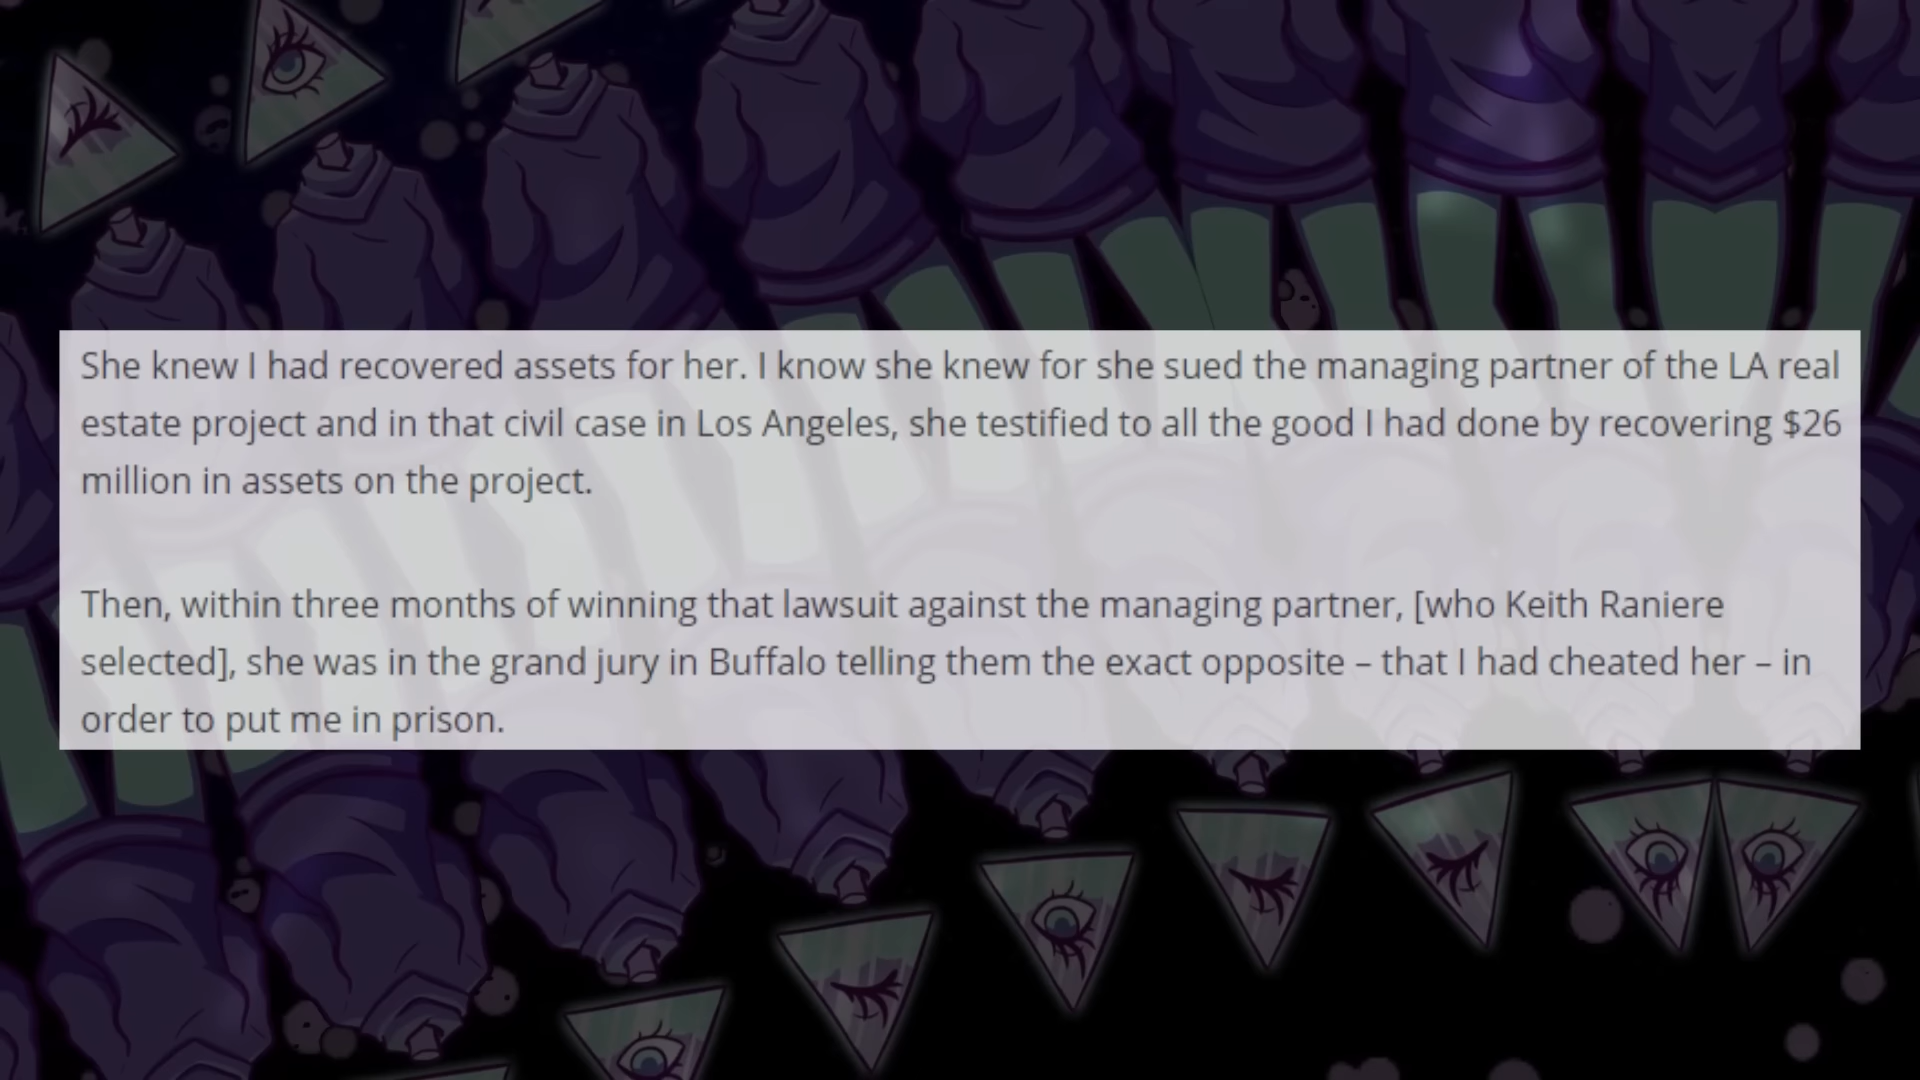 She knew I had recovered assets for her. I know she knew for she sued the managing partner of the LA real
estate project and in that civil case in Los Angeles, she testified to all the good I had done by recovering $26
million in assets on the project.
Then, within three months of winning that lawsuit against the managing partner, [who Keith Raniere
selected], she was in the grand jury in Buffalo telling them the exact opposite – that I had cheated her – in
order to put me in prison.